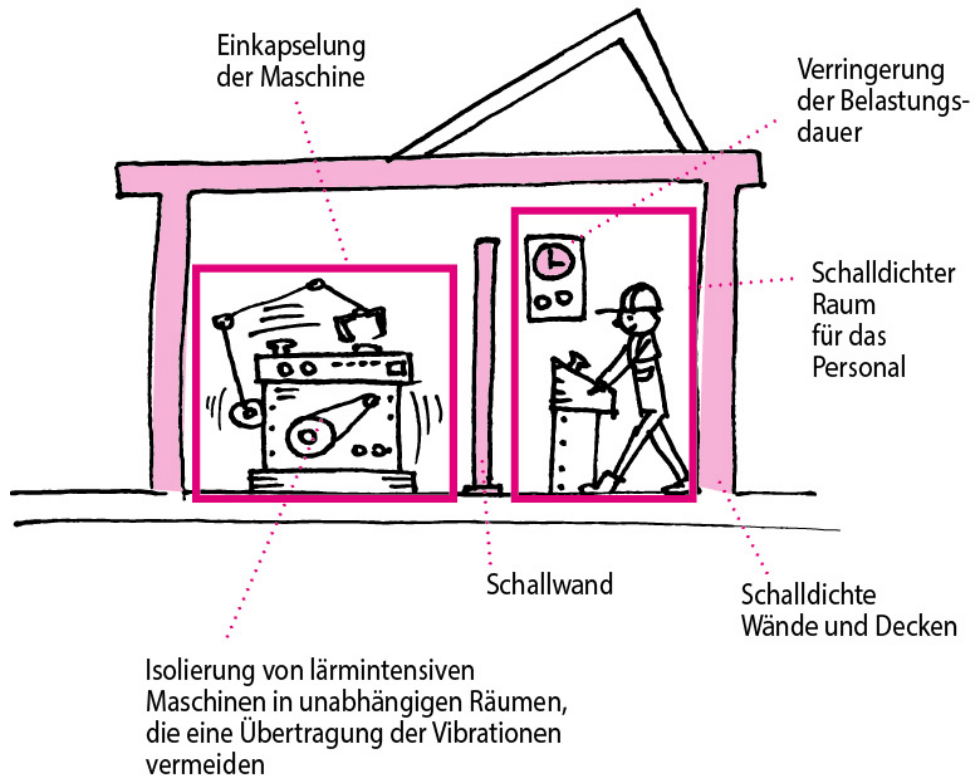 Einkapselung
der Maschine
Verringerung
der Belastungs-
dauer
Schalldichter
Raum
für das
Personal
Schallwand
Schalldichte
Wände und Decken
Isolierung von lärmintensiven
Maschinen in unabhängigen Räumen,
die eine Übertragung der Vibrationen
vermeiden